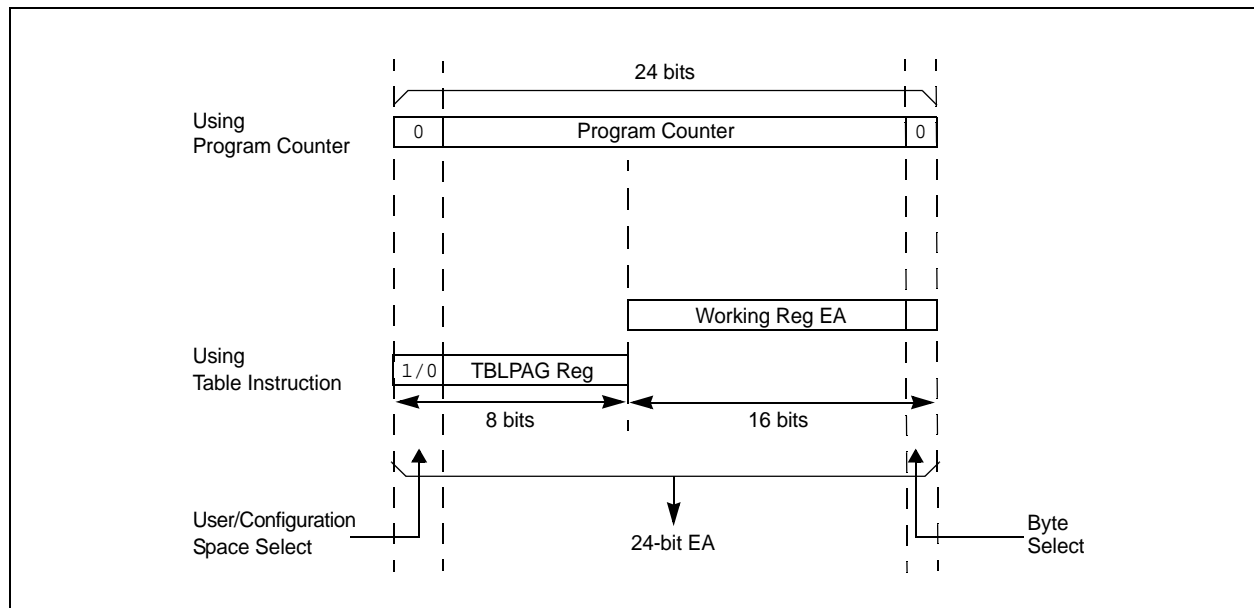 24 bits
Using
Program Counter
0
Program Counter
0
Working Reg EA
Using
Table Instruction
1/0
TBLPAG Reg
8 bits
16 bits
User/Configuration
Space Select
24-bit EA
Byte
Select